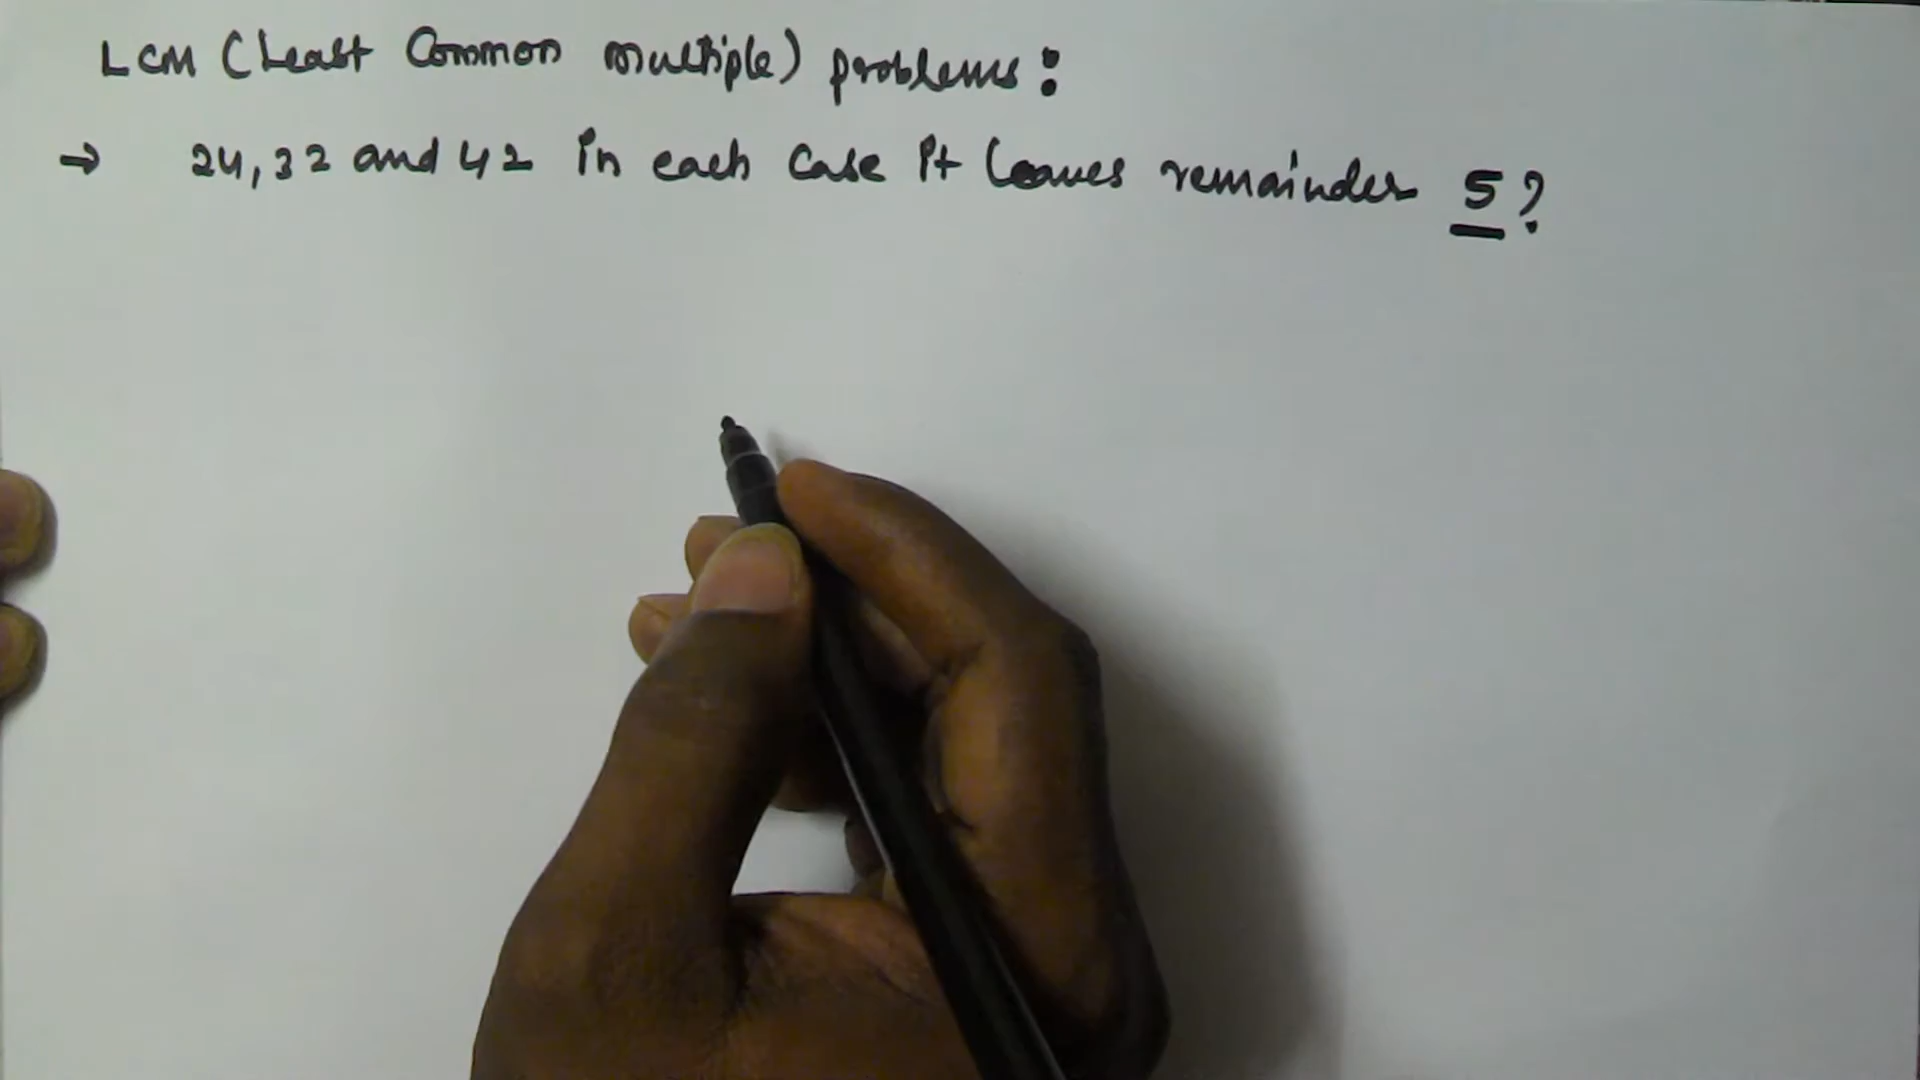 LCM (Least Common multiple) problems:
→ 24, 32 and 42 in each case it leaves remainder 5?